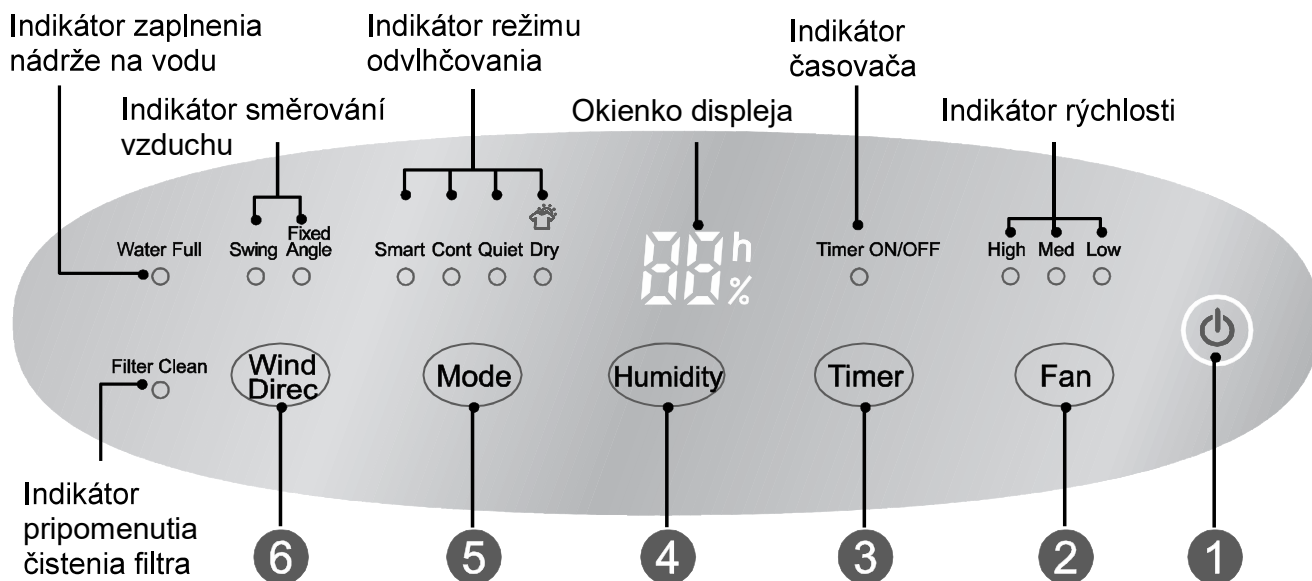 Indikátor zaplnenia
nádrže na vodu
Indikátor režimu
odvlhčovania
Indikátor
časovača
Indikátor směrování
vzduchu
Okienko displeja
Indikátor rýchlosti
Water Full
Swing
Fixed
Angle
Smart Cont Quiet Dry
88 h
%
Timer ON/OFF
High Med Low
Filter Clean
Wind
Direc
Mode
Humidity
Timer
Fan
Indikátor
pripomenutia
čistenia filtra
6 5 4 3 2 1